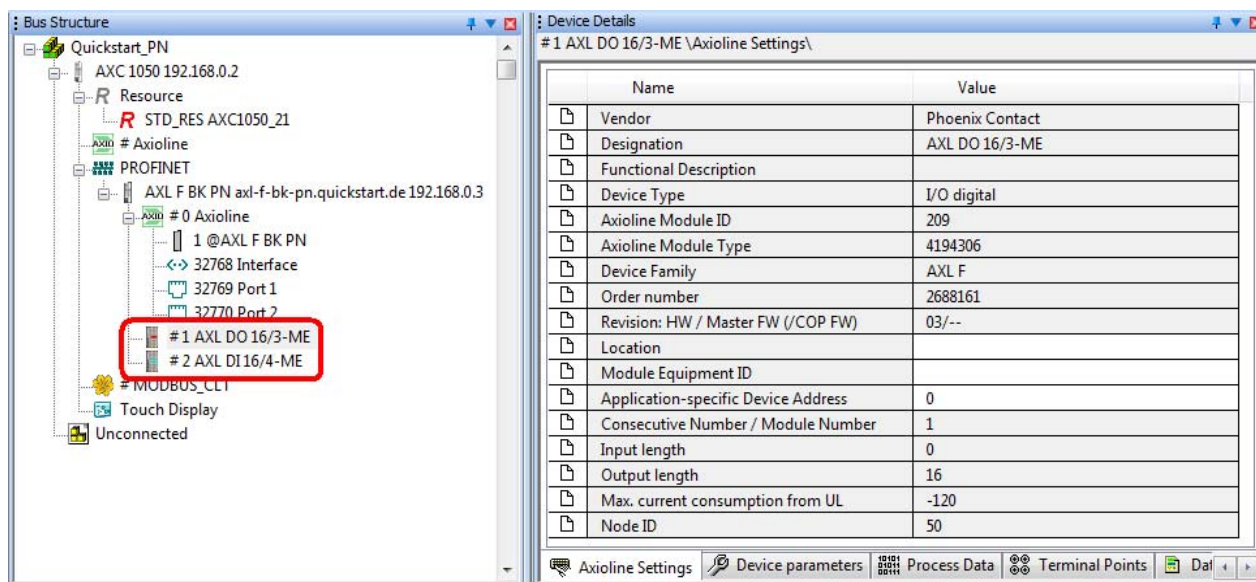 Bus Structure
Quickstart_PN
AXC 1050 192.168.0.2
R Resource
R STD_RES AXC1050_21
AXIO # Axioline
PROFINET
AXL F BK PN axl-f-bk-pn.quickstart.de 192.168.0.3
AXIO # 0 Axioline
1 @AXL F BK PN
32768 Interface
32769 Port 1
32770 Port 2
# 1 AXL DO 16/3-ME
# 2 AXL DI 16/4-ME
# MODBUS_CLT
Touch Display
Unconnected
Device Details
# 1 AXL DO 16/3-ME \Axioline Settings\
Name Value
Vendor Phoenix Contact
Designation AXL DO 16/3-ME
Functional Description
Device Type I/O digital
Axioline Module ID 209
Axioline Module Type 4194306
Device Family AXL F
Order number 2688161
Revision: HW / Master FW (/COP FW) 03/--
Location
Module Equipment ID
Application-specific Device Address 0
Consecutive Number / Module Number 1
Input length 0
Output length 16
Max. current consumption from UL -120
Node ID 50
Axioline Settings Device parameters Process Data Terminal Points Dat